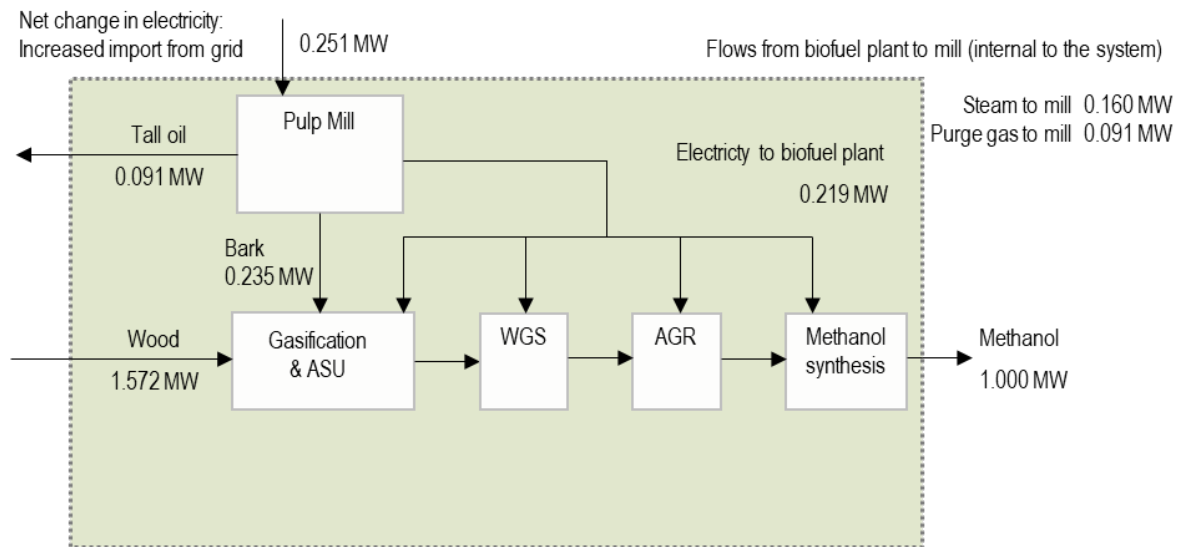 Net change in electricity:
Increased import from grid
0.251 MW
Flows from biofuel plant to mill (internal to the system)
Steam to mill 0.160 MW
Purge gas to mill 0.091 MW
Pulp Mill
Tall oil
0.091 MW
Electricty to biofuel plant
0.219 MW
Bark
0.235 MW
Wood
1.572 MW
Gasification
& ASU
WGS
AGR
Methanol
synthesis
Methanol
1.000 MW